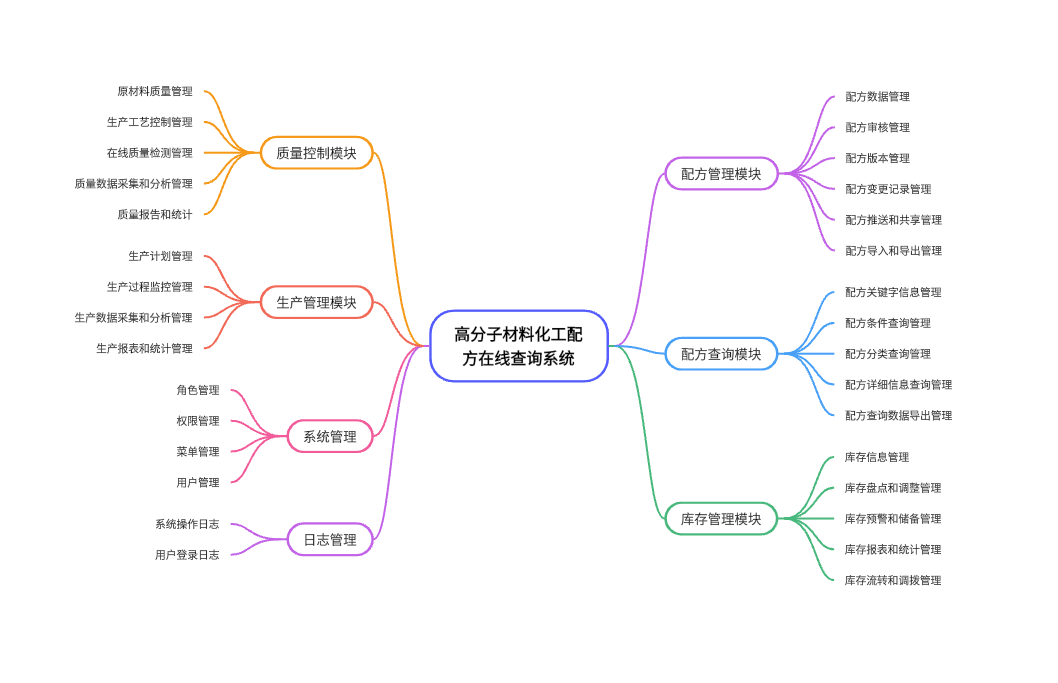 高分子材料化工配
方在线查询系统
配方管理模块
配方数据管理
配方审核管理
配方版本管理
配方变更记录管理
配方推送和共享管理
配方导入和导出管理
配方查询模块
配方关键字信息管理
配方条件查询管理
配方分类查询管理
配方详细信息查询管理
配方查询数据导出管理
库存管理模块
库存信息管理
库存盘点和调整管理
库存预警和储备管理
库存报表和统计管理
库存流转和调拨管理
质量控制模块
原材料质量管理
生产工艺控制管理
在线质量检测管理
质量数据采集和分析管理
质量报告和统计
生产管理模块
生产计划管理
生产过程监控管理
生产数据采集和分析管理
生产报表和统计管理
系统管理
角色管理
权限管理
菜单管理
用户管理
日志管理
系统操作日志
用户登录日志